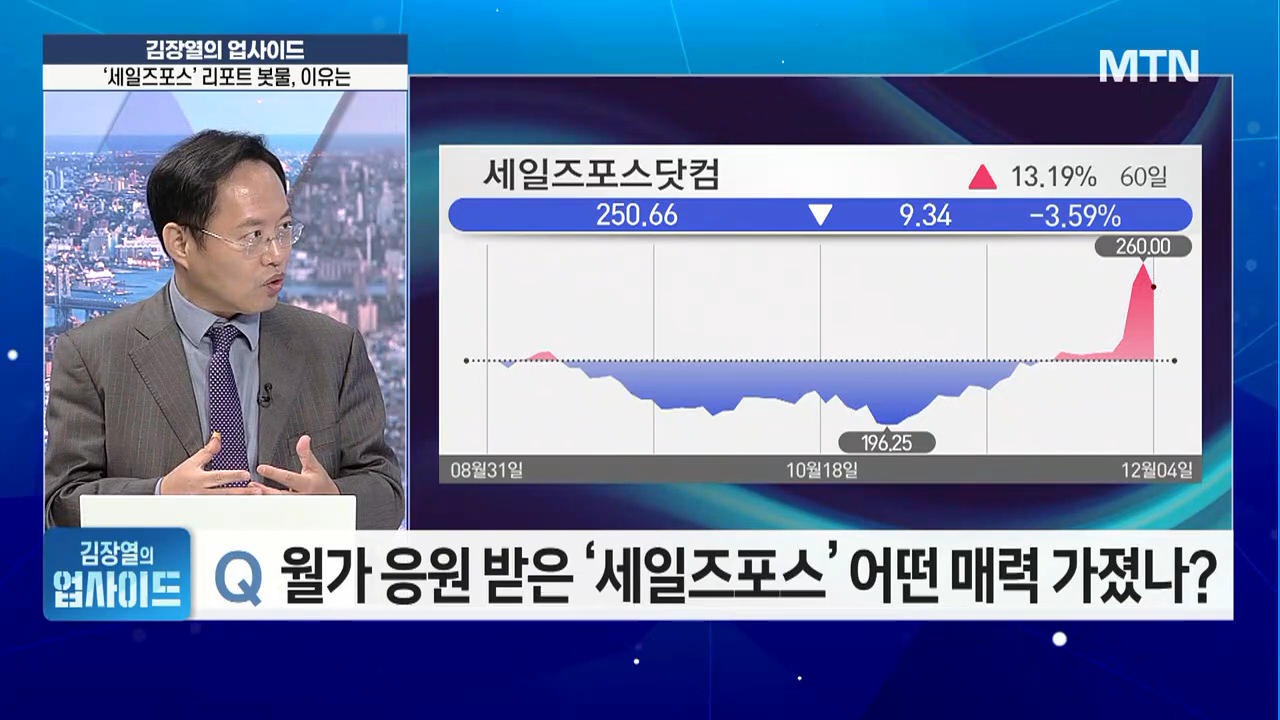 김장열의 업사이드
‘세일즈포스’ 리포트 봇물, 이유는
MTN
세일즈포스닷컴 ▲ 13.19% 60일
250.66 ▼ 9.34 -3.59%
260.00
196.25
08월31일 10월18일 12월04일
김장열의
업사이드
Q 월가 응원 받은 ‘세일즈포스’ 어떤 매력 가졌나?